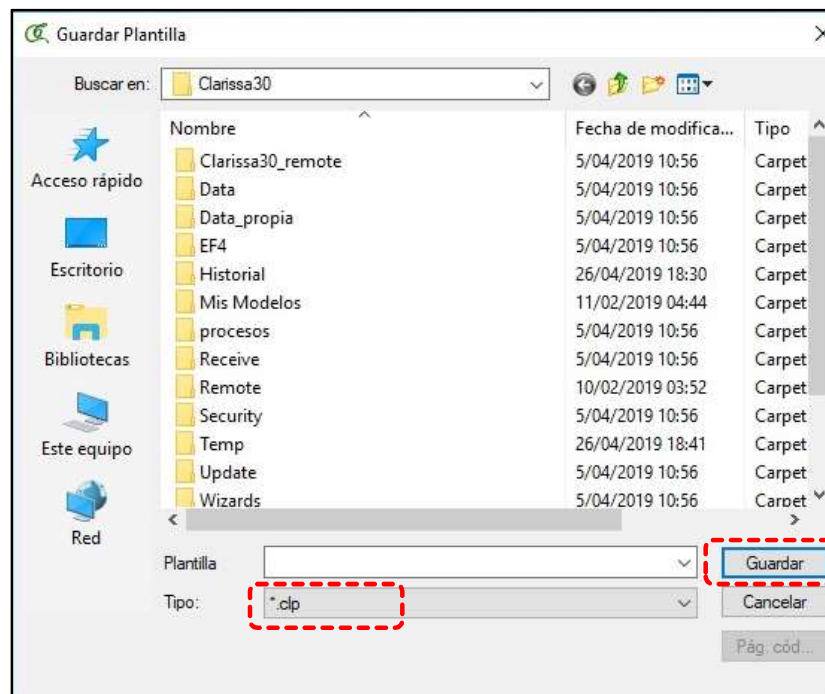 Guardar Plantilla
Buscar en: Clarissa30
Nombre Fecha de modifica... Tipo
Clarissa30_remote 5/04/2019 10:56 Carpet
Data 5/04/2019 10:56 Carpet
Data_propia 5/04/2019 10:56 Carpet
EF4 5/04/2019 10:56 Carpet
Historial 26/04/2019 18:30 Carpet
Mis Modelos 11/02/2019 04:44 Carpet
procesos 5/04/2019 10:56 Carpet
Receive 5/04/2019 10:56 Carpet
Remote 10/02/2019 03:52 Carpet
Security 5/04/2019 10:56 Carpet
Temp 26/04/2019 18:41 Carpet
Update 5/04/2019 10:56 Carpet
Wizards 5/04/2019 10:56 Carpet
Acceso rápido
Escritorio
Bibliotecas
Este equipo
Red
Plantilla Guardar
Tipo: *.clp Cancelar
Pág. cód...